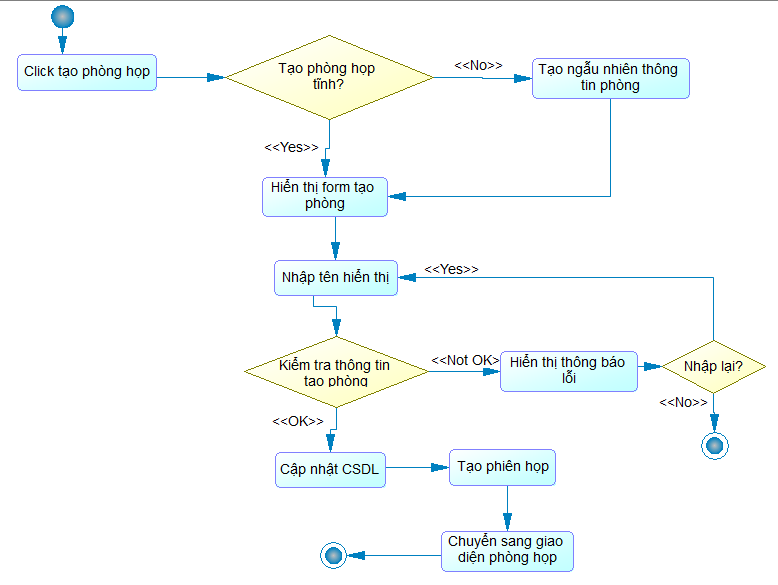 Click tạo phòng họp
Tạo phòng họp
tĩnh?
<<No>>
Tạo ngẫu nhiên thông
tin phòng
<<Yes>>
Hiển thị form tạo
phòng
Nhập tên hiển thị
<<Yes>>
Kiểm tra thông tin
tạo phòng
<<Not OK>
Hiển thị thông báo
lỗi
Nhập lại?
<<No>>
<<OK>>
Cập nhật CSDL
Tạo phiên họp
Chuyển sang giao
diện phòng họp